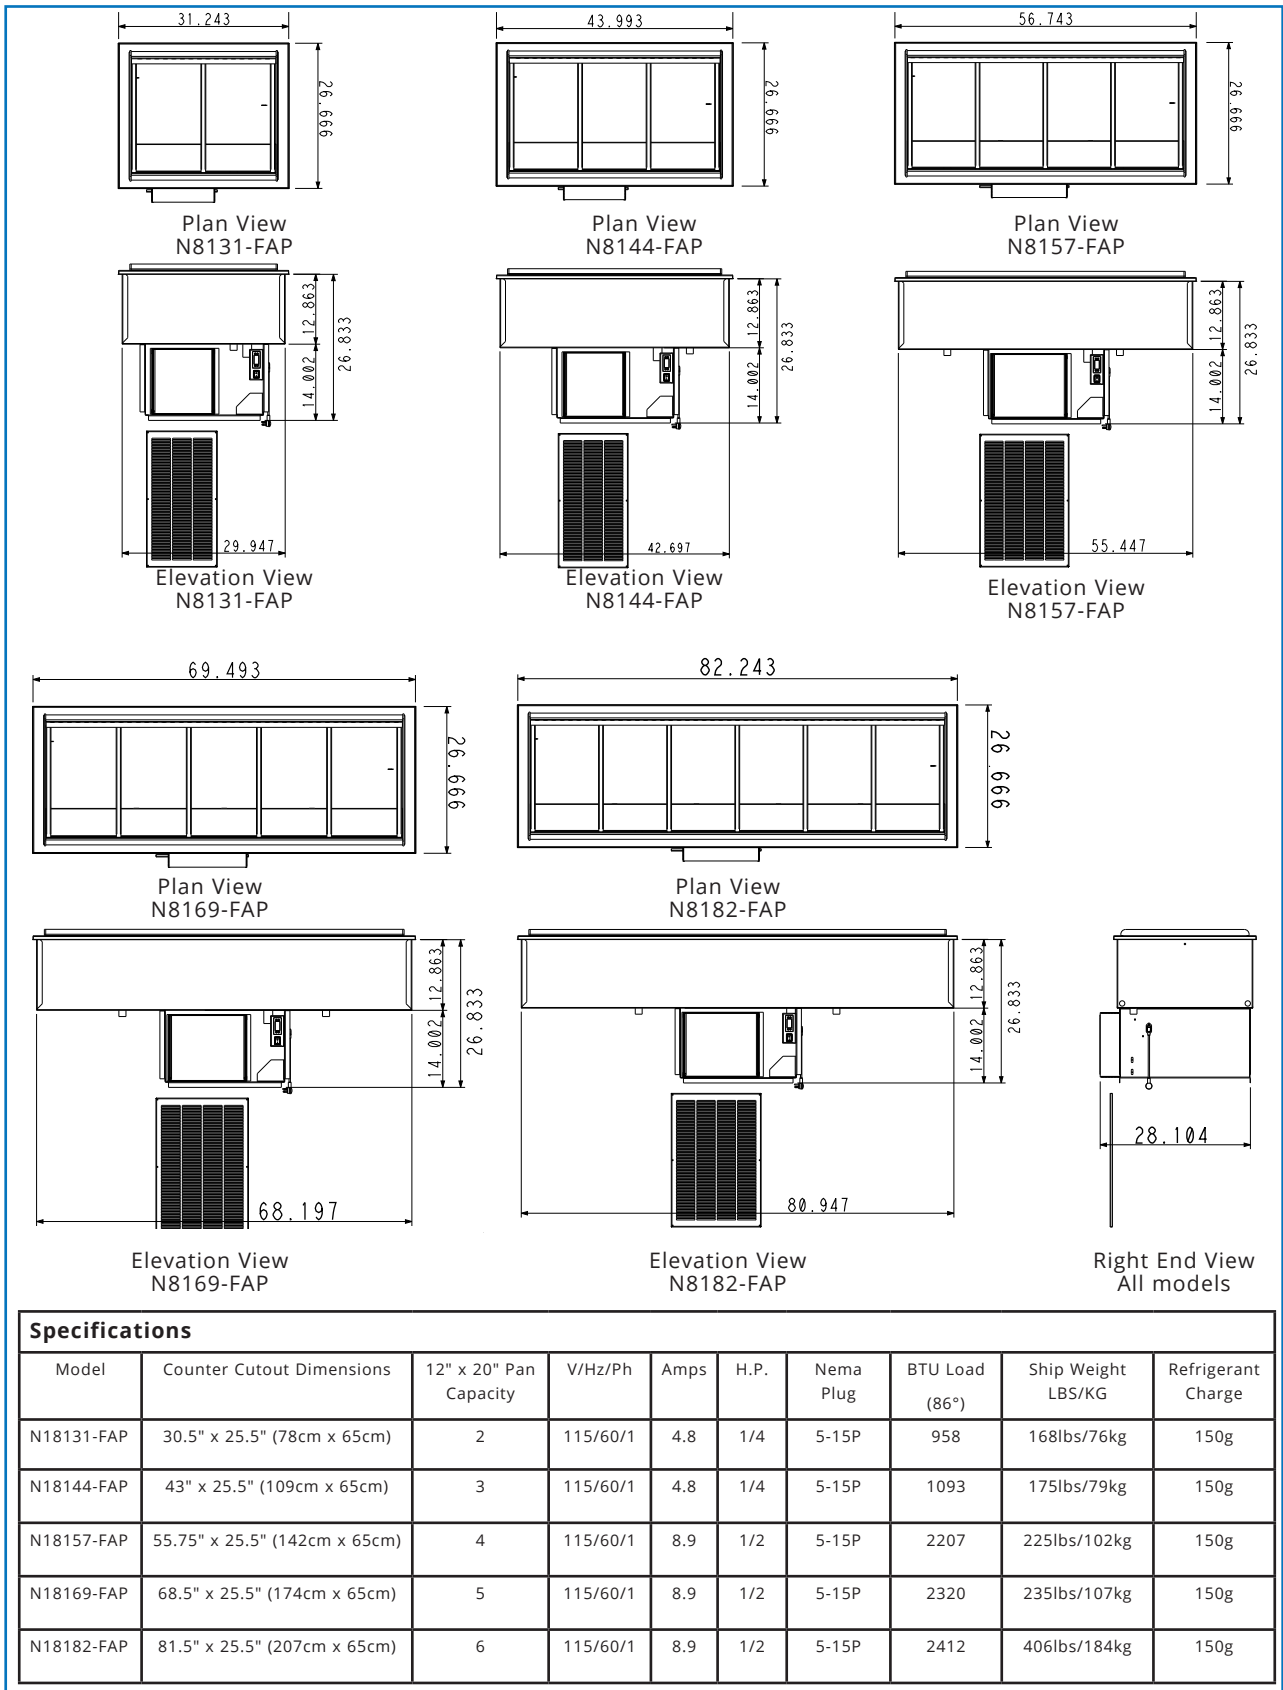 31.243
43.993
56.743
26.666
26.666
26.666
Plan View
N8131-FAP
Plan View
N8144-FAP
Plan View
N8157-FAP
12.863
14.002
26.833
12.863
14.002
26.833
12.863
14.002
26.833
29.947
42.697
55.447
Elevation View
N8131-FAP
Elevation View
N8144-FAP
Elevation View
N8157-FAP
69.493
82.243
26.666
26.666
Plan View
N8169-FAP
Plan View
N8182-FAP
12.863
14.002
26.833
12.863
14.002
26.833
28.104
68.197
80.947
Elevation View
N8169-FAP
Elevation View
N8182-FAP
Right End View
All models
Specifications
Model Counter Cutout Dimensions 12" x 20" Pan V/Hz/Ph Amps H.P. Nema BTU Load Ship Weight Refrigerant
Capacity Plug (86°) LBS/KG Charge
N18131-FAP 30.5" x 25.5" (78cm x 65cm) 2 115/60/1 4.8 1/4 5-15P 958 168lbs/76kg 150g
N18144-FAP 43" x 25.5" (109cm x 65cm) 3 115/60/1 4.8 1/4 5-15P 1093 175lbs/79kg 150g
N18157-FAP 55.75" x 25.5" (142cm x 65cm) 4 115/60/1 8.9 1/2 5-15P 2207 225lbs/102kg 150g
N18169-FAP 68.5" x 25.5" (174cm x 65cm) 5 115/60/1 8.9 1/2 5-15P 2320 235lbs/107kg 150g
N18182-FAP 81.5" x 25.5" (207cm x 65cm) 6 115/60/1 8.9 1/2 5-15P 2412 406lbs/184kg 150g